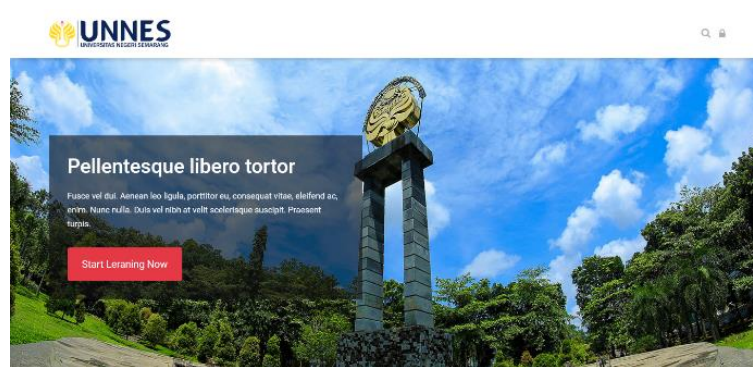 UNNES
UNIVERSITAS NEGERI SEMARANG
Pellentesque libero tortor
Fusce vel dui. Aenean leo ligula, porttitor eu, consequat vitae, eleifend ac,
enim. Nunc nulla. Duis vel nibh at velit scelerisque suscipit. Praesent
turpis.
Start Leraning Now